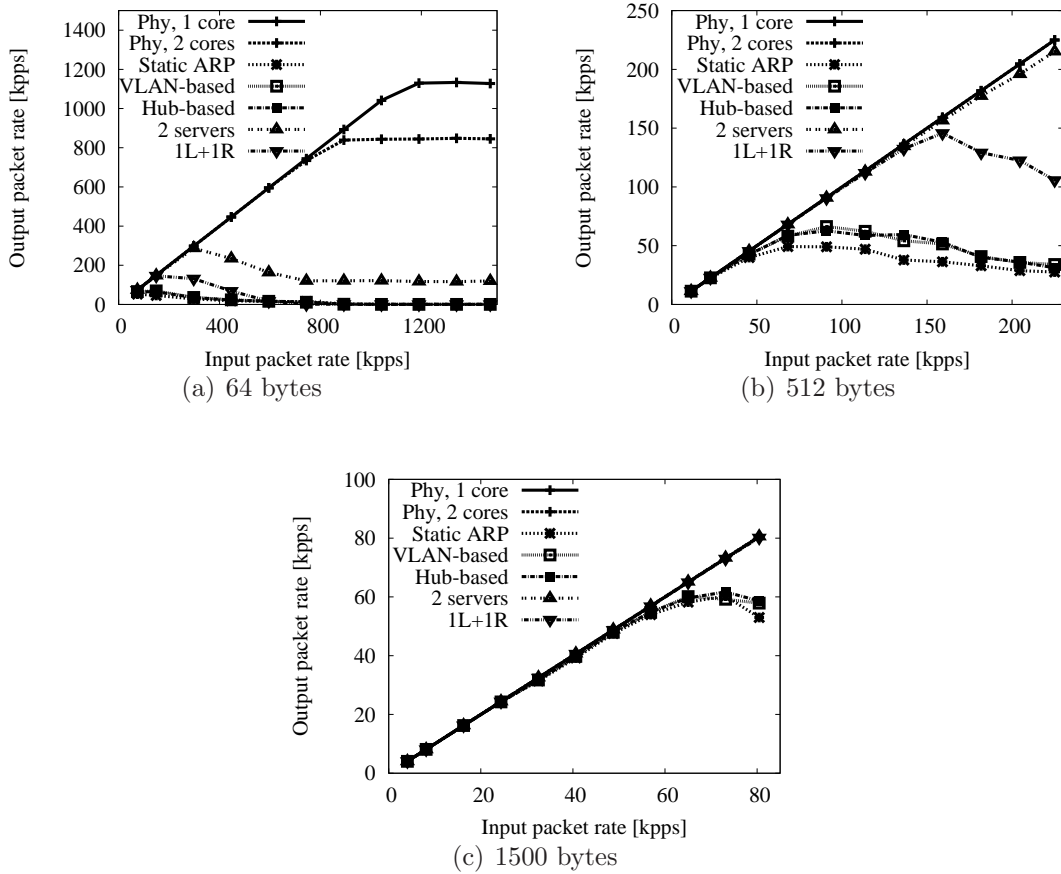 Output packet rate [kpps]
1400
1200
1000
800
600
400
200
0
Phy, 1 core
Phy, 2 cores
Static ARP
VLAN-based
Hub-based
2 servers
1L+1R
0 400 800 1200
Input packet rate [kpps]
(a) 64 bytes
Output packet rate [kpps]
250
200
150
100
50
0
Phy, 1 core
Phy, 2 cores
Static ARP
VLAN-based
Hub-based
2 servers
1L+1R
0 50 100 150 200
Input packet rate [kpps]
(b) 512 bytes
Output packet rate [kpps]
100
80
60
40
20
0
Phy, 1 core
Phy, 2 cores
Static ARP
VLAN-based
Hub-based
2 servers
1L+1R
0 20 40 60 80
Input packet rate [kpps]
(c) 1500 bytes